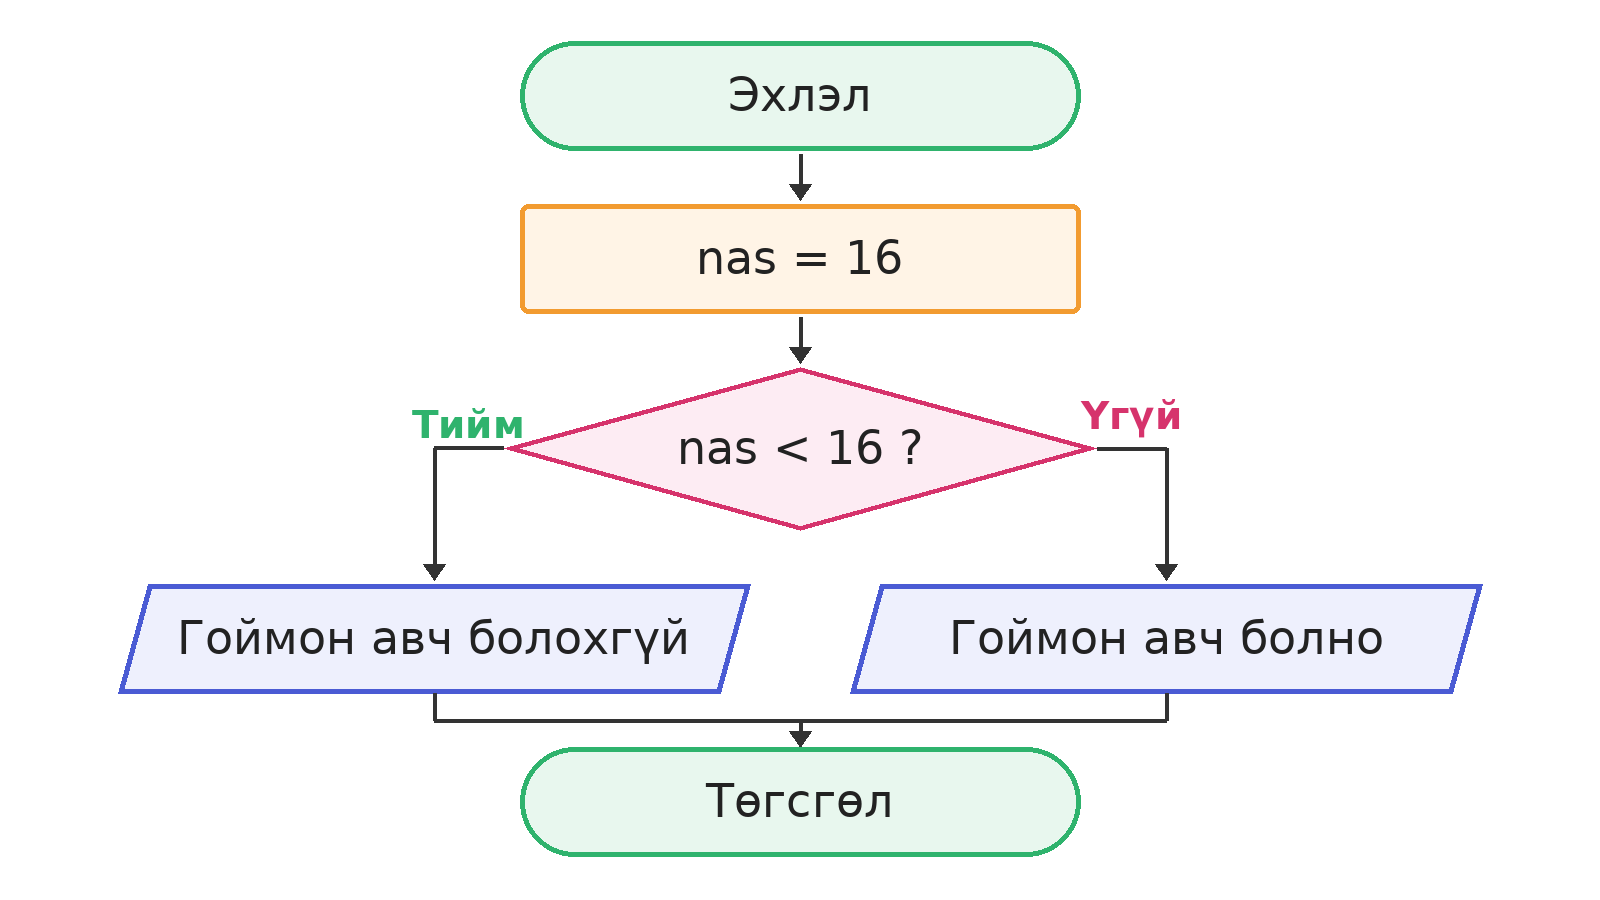 Эхлэл
nas = 16
nas < 16 ?
Тийм
Үгүй
Гоймон авч болохгүй
Гоймон авч болно
Төгсгөл